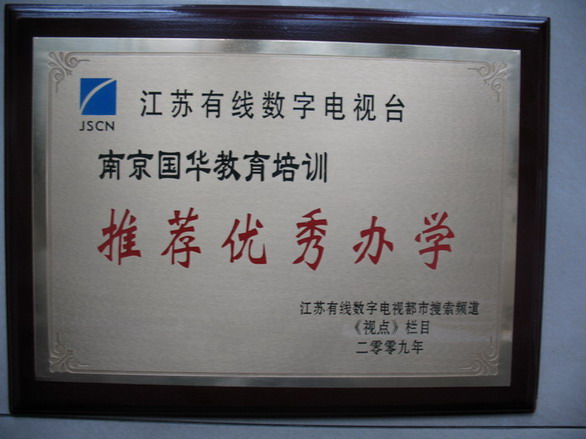 JSCN
江苏有线数字电视台
南京国华教育培训
推荐优秀办学
江苏有线数字电视都市搜索频道
《视点》栏目
二零零九年